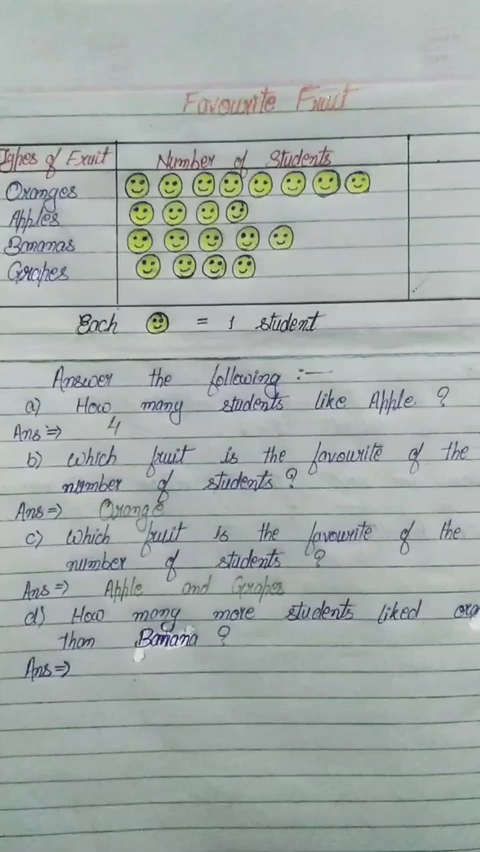 Favourite Fruit
Types of Fruit Number of Students
Oranges
Apples
Bananas
Grapes
Each = 1 student
Answer the following :-
a) How many students like Apple ?
Ans => 4
b) Which fruit is the favourite of the
number of students ?
Ans => Orange
c) Which fruit is the favourite of the
number of students ?
Ans => Apple and Grapes
d) How many more students liked ora
than Banana ?
Ans =>